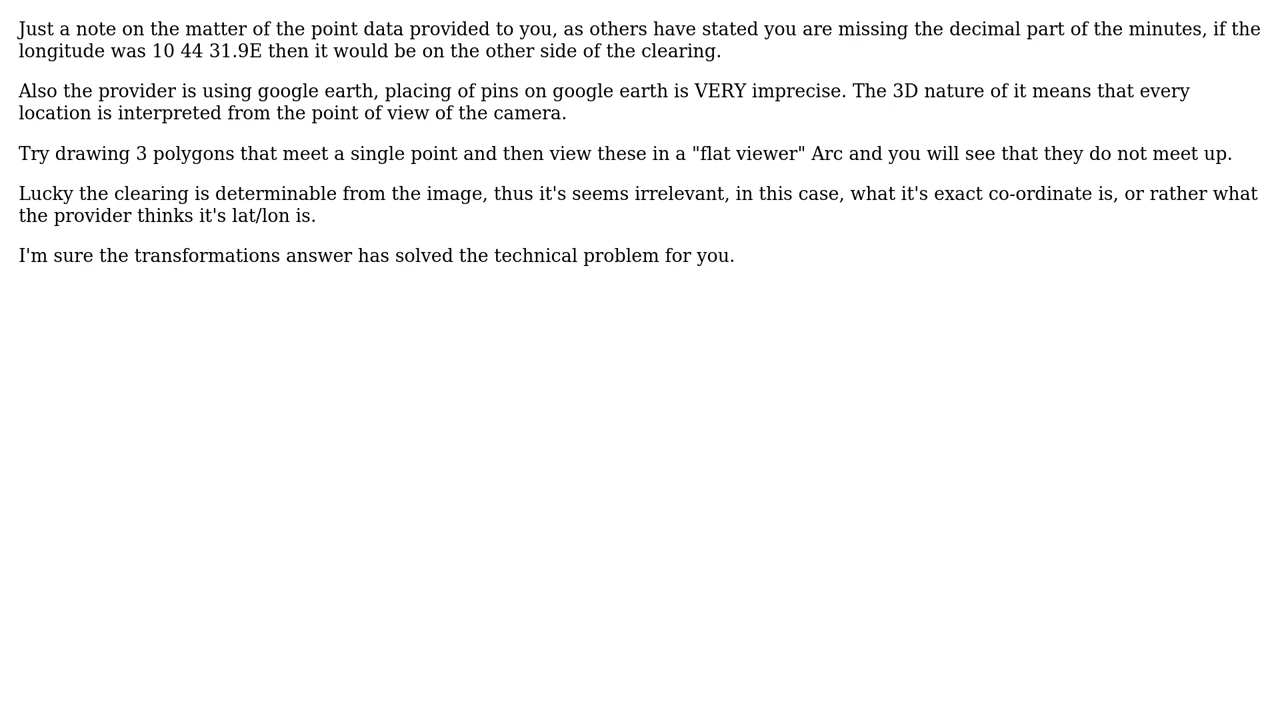 Just a note on the matter of the point data provided to you, as others have stated you are missing the decimal part of the minutes, if the
longitude was 10 44 31.9E then it would be on the other side of the clearing.
Also the provider is using google earth, placing of pins on google earth is VERY imprecise. The 3D nature of it means that every
location is interpreted from the point of view of the camera.
Try drawing 3 polygons that meet a single point and then view these in a "flat viewer" Arc and you will see that they do not meet up.
Lucky the clearing is determinable from the image, thus it's seems irrelevant, in this case, what it's exact co-ordinate is, or rather what
the provider thinks it's lat/lon is.
I'm sure the transformations answer has solved the technical problem for you.